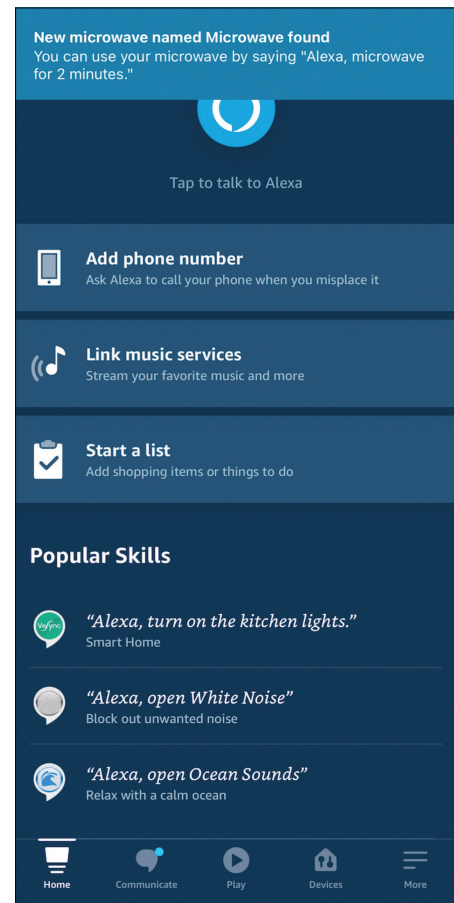 New microwave named Microwave found
You can use your microwave by saying "Alexa, microwave
for 2 minutes."
Tap to talk to Alexa
Add phone number
Ask Alexa to call your phone when you misplace it
Link music services
Stream your favorite music and more
Start a list
Add shopping items or things to do
Popular Skills
VeSync
“Alexa, turn on the kitchen lights.”
Smart Home
“Alexa, open White Noise”
Block out unwanted noise
“Alexa, open Ocean Sounds”
Relax with a calm ocean
Home
Communicate
Play
Devices
More